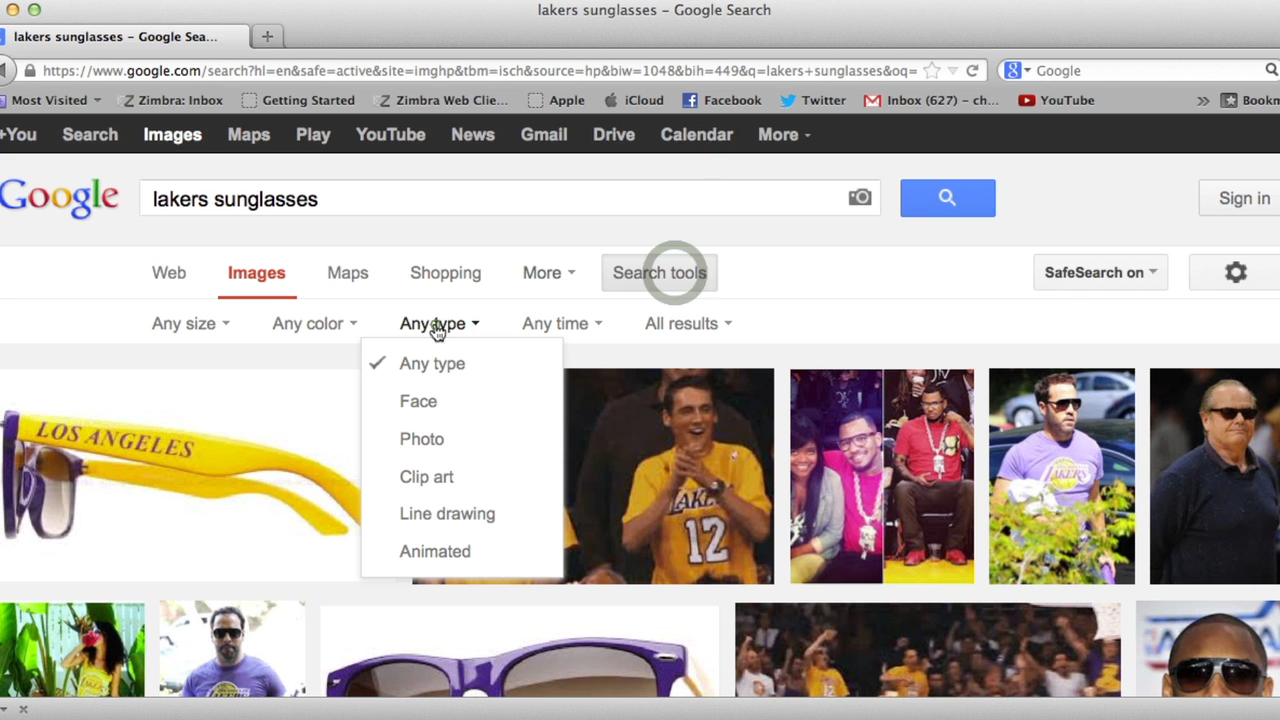 lakers sunglasses – Google Search
lakers sunglasses – Google Sea...
https://www.google.com/search?hl=en&safe=active&site=imghp&tbm=isch&source=hp&biw=1048&bih=449&q=lakers+sunglasses&oq=
Google
Most Visited
Zimbra: Inbox
Getting Started
Zimbra Web Clie...
Apple
iCloud
Facebook
Twitter
Inbox (627) – ch...
YouTube
+You
Search
Images
Maps
Play
YouTube
News
Gmail
Drive
Calendar
More
Google
lakers sunglasses
Sign in
Web
Images
Maps
Shopping
More
Search tools
SafeSearch on
Any size
Any color
Any type
Any time
All results
Any type
Face
Photo
Clip art
Line drawing
Animated
LOS ANGELES
12
LAKERS